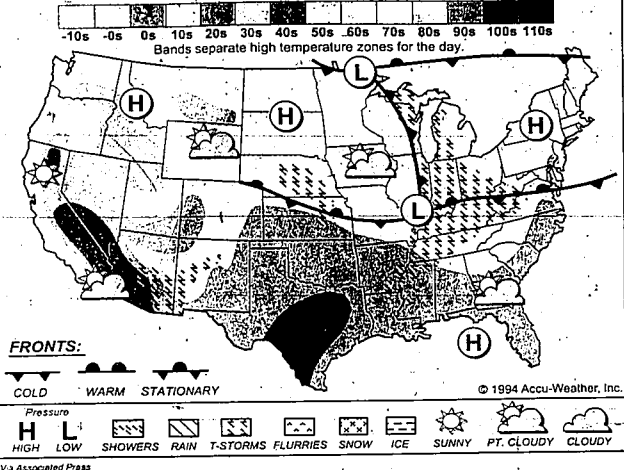 -10s -0s 0s 10s 20s 30s 40s 50s 60s 70s 80s 90s 100s 110s
Bands separate high temperature zones for the day.
L
H
H
H
L
H
FRONTS:
COLD WARM STATIONARY
© 1994 Accu-Weather, Inc.
Pressure
H L
HIGH LOW SHOWERS RAIN T-STORMS FLURRIES SNOW ICE SUNNY PT. CLOUDY CLOUDY
Via Associated Press